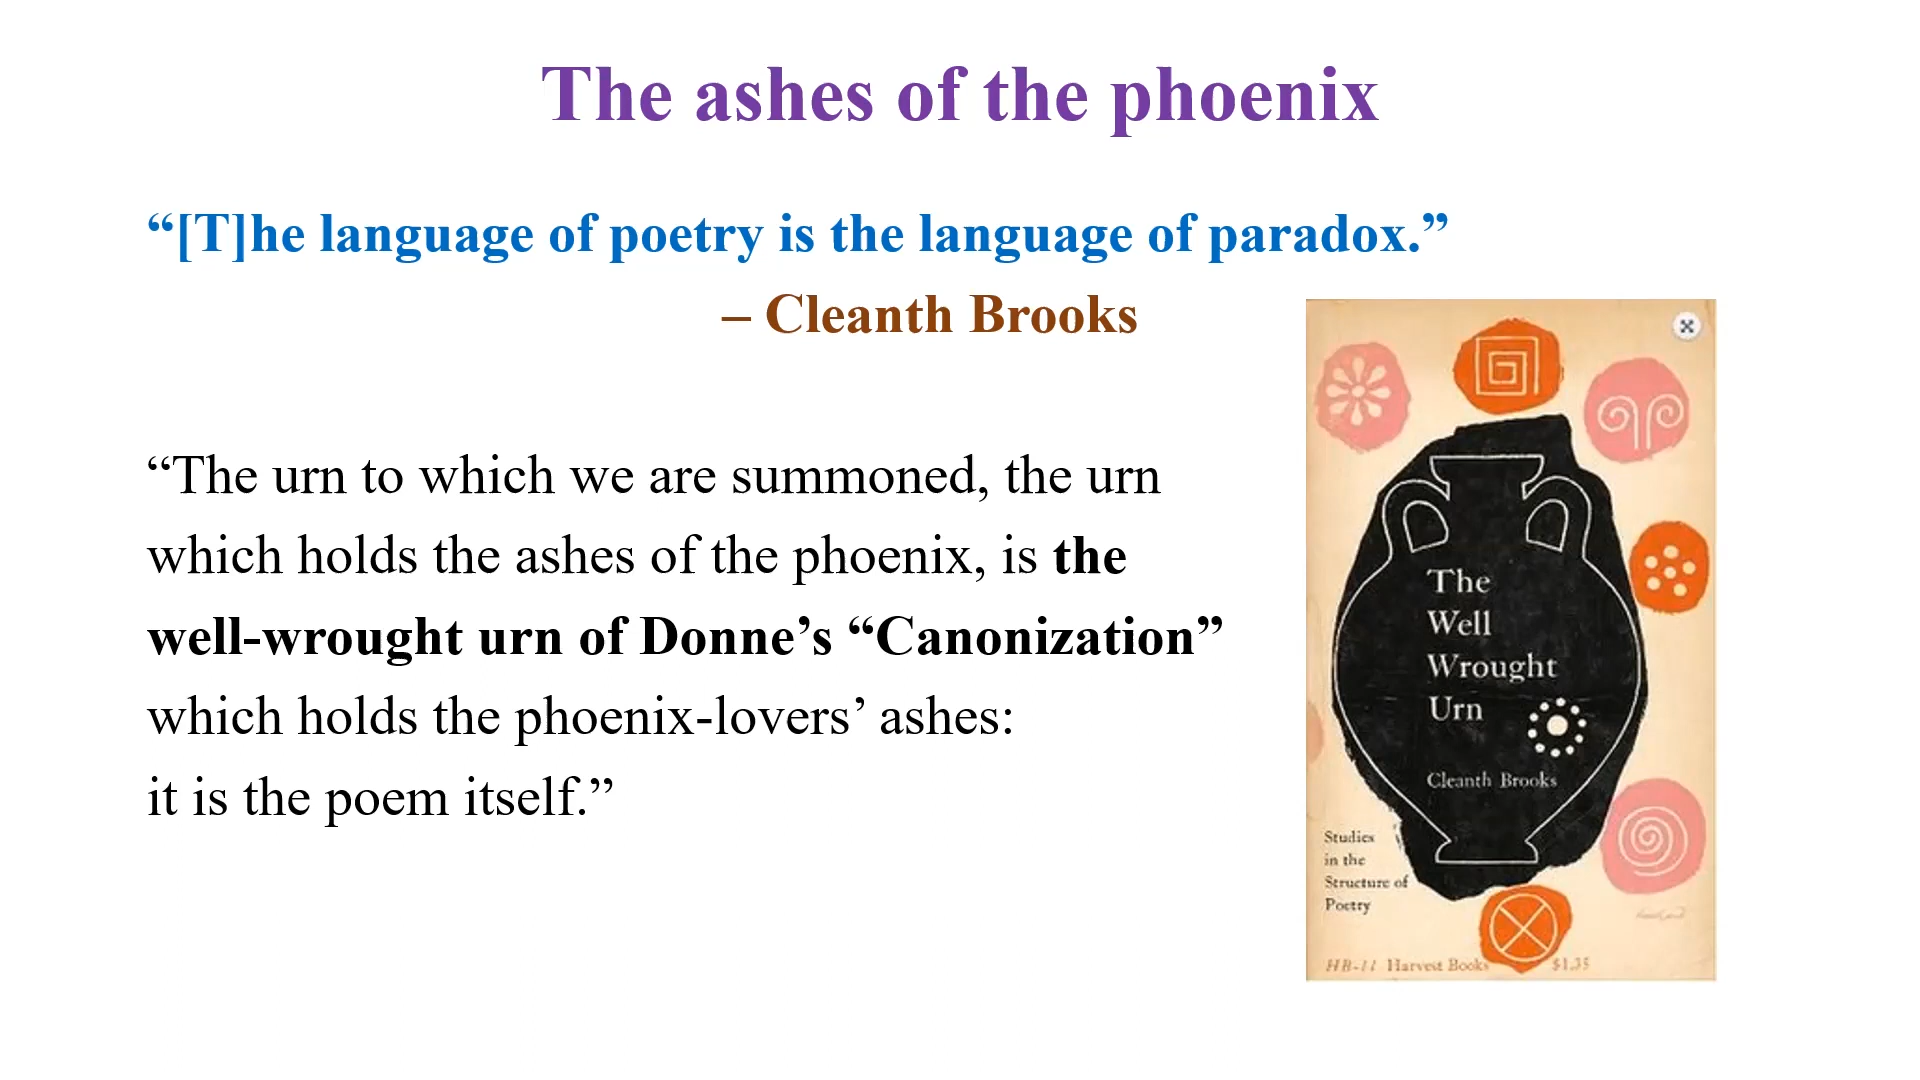 The ashes of the phoenix
“[T]he language of poetry is the language of paradox.”
– Cleanth Brooks
“The urn to which we are summoned, the urn
which holds the ashes of the phoenix, is the
well-wrought urn of Donne’s “Canonization”
which holds the phoenix-lovers’ ashes:
it is the poem itself.”
The
Well
Wrought
Urn
Cleanth Brooks
Studies
in the
Structure of
Poetry
HB-11 Harvest Books $1.35